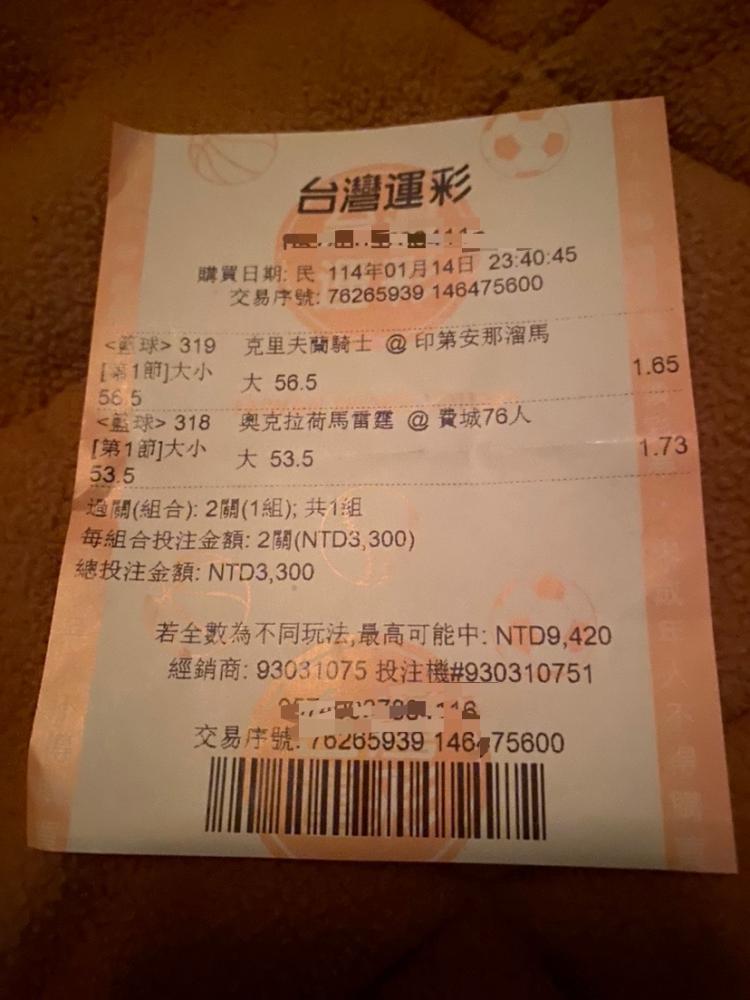 台灣運彩
購買日期: 民 114年01月14日 23:40:45
交易序號: 76265939 146475600
<籃球> 319 克里夫蘭騎士 @ 印第安那溜馬
[第1節]大小 大 56.5 1.65
56.5
<籃球> 318 奧克拉荷馬雷霆 @ 費城76人
[第1節]大小 大 53.5 1.73
53.5
過關(組合): 2關(1組); 共1組
每組合投注金額: 2關(NTD3,300)
總投注金額: NTD3,300
若全數為不同玩法,最高可能中: NTD9,420
經銷商: 93031075 投注機#930310751
交易序號: 76265939 146475600